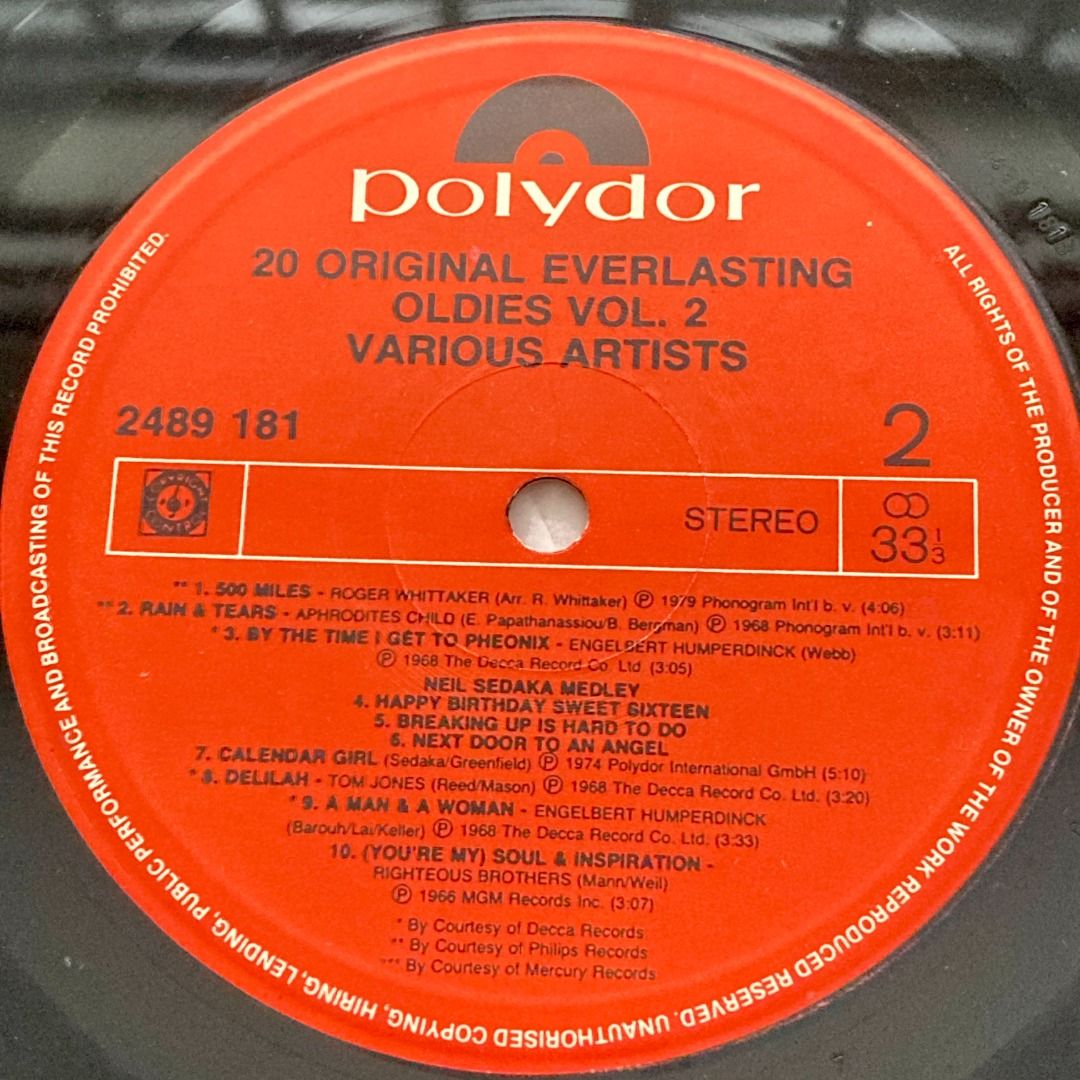 polydor
20 ORIGINAL EVERLASTING
OLDIES VOL. 2
VARIOUS ARTISTS
2489 181
2
COPYRIGHT
CONTROL
STEREO
33 1/3
** 1. 500 MILES - ROGER WHITTAKER (Arr. R. Whittaker) Ⓟ 1979 Phonogram Int'l b. v. (4:06)
** 2. RAIN & TEARS - APHRODITES CHILD (E. Papathanassiou/B. Bergman) Ⓟ 1968 Phonogram Int'l b. v. (3:11)
* 3. BY THE TIME I GET TO PHEONIX - ENGELBERT HUMPERDINCK (Webb)
Ⓟ 1968 The Decca Record Co. Ltd (3:05)
NEIL SEDAKA MEDLEY
4. HAPPY BIRTHDAY SWEET SIXTEEN
5. BREAKING UP IS HARD TO DO
6. NEXT DOOR TO AN ANGEL
7. CALENDAR GIRL (Sedaka/Greenfield) Ⓟ 1974 Polydor International GmbH (5:10)
* 8. DELILAH - TOM JONES (Reed/Mason) Ⓟ 1968 The Decca Record Co. Ltd. (3:20)
* 9. A MAN & A WOMAN - ENGELBERT HUMPERDINCK
(Barouh/Lai/Keller) Ⓟ 1968 The Decca Record Co. Ltd. (3:33)
10. (YOU'RE MY) SOUL & INSPIRATION -
RIGHTEOUS BROTHERS (Mann/Weil)
Ⓟ 1966 MGM Records Inc. (3:07)
* By Courtesy of Decca Records
** By Courtesy of Philips Records
*** By Courtesy of Mercury Records
ALL RIGHTS OF THE PRODUCER AND OF THE OWNER OF THE WORK REPRODUCED RESERVED. UNAUTHORISED COPYING, HIRING, LENDING, PUBLIC PERFORMANCE AND BROADCASTING OF THIS RECORD PROHIBITED.
181